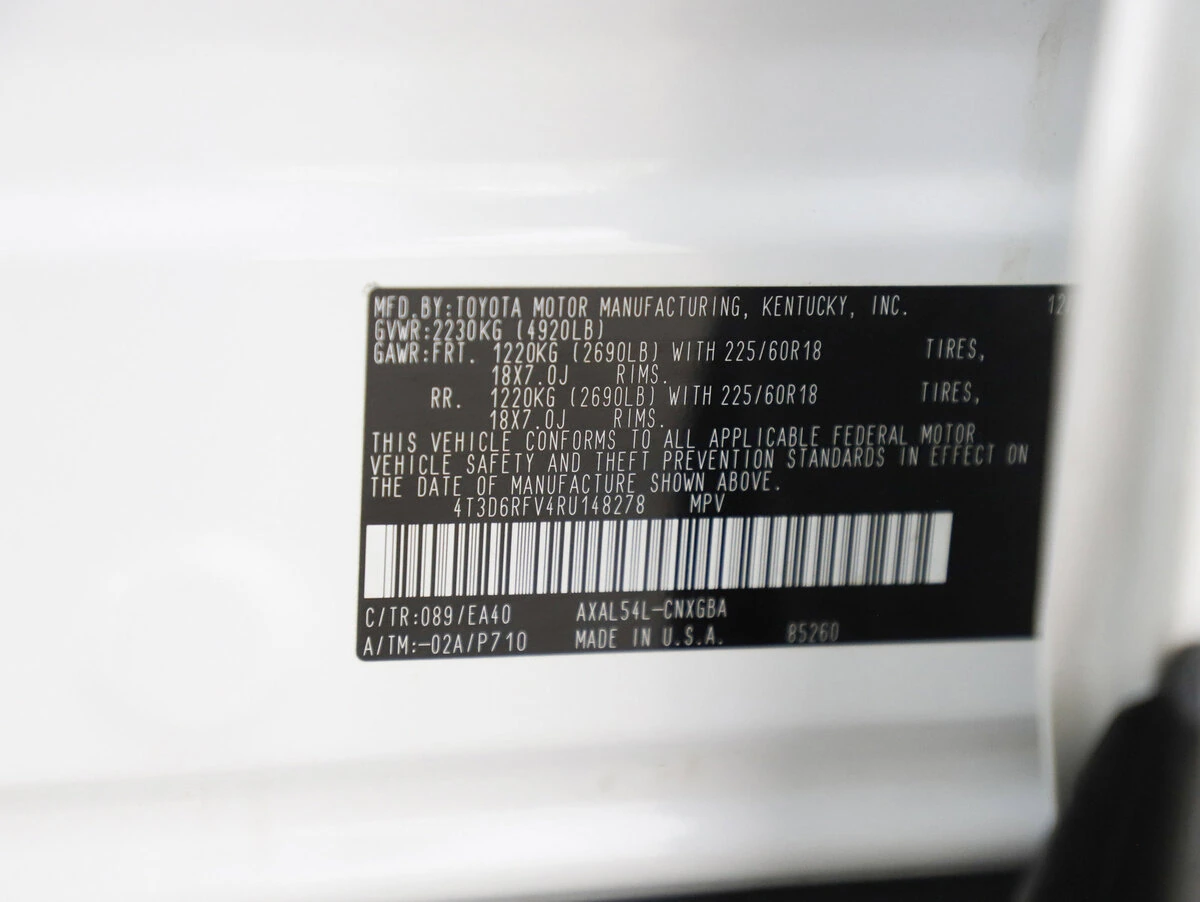 MFD.BY:TOYOTA MOTOR MANUFACTURING, KENTUCKY, INC.
GVWR:2230KG (4920LB)
GAWR:FRT. 1220KG (2690LB) WITH 225/60R18 TIRES,
18X7.0J RIMS.
RR. 1220KG (2690LB) WITH 225/60R18 TIRES,
18X7.0J RIMS.
THIS VEHICLE CONFORMS TO ALL APPLICABLE FEDERAL MOTOR
VEHICLE SAFETY AND THEFT PREVENTION STANDARDS IN EFFECT ON
THE DATE OF MANUFACTURE SHOWN ABOVE.
4T3D6RFV4RU148278 MPV
C/TR:089/EA40 AXAL54L-CNXGBA
A/TM:-02A/P710 MADE IN U.S.A. 85260